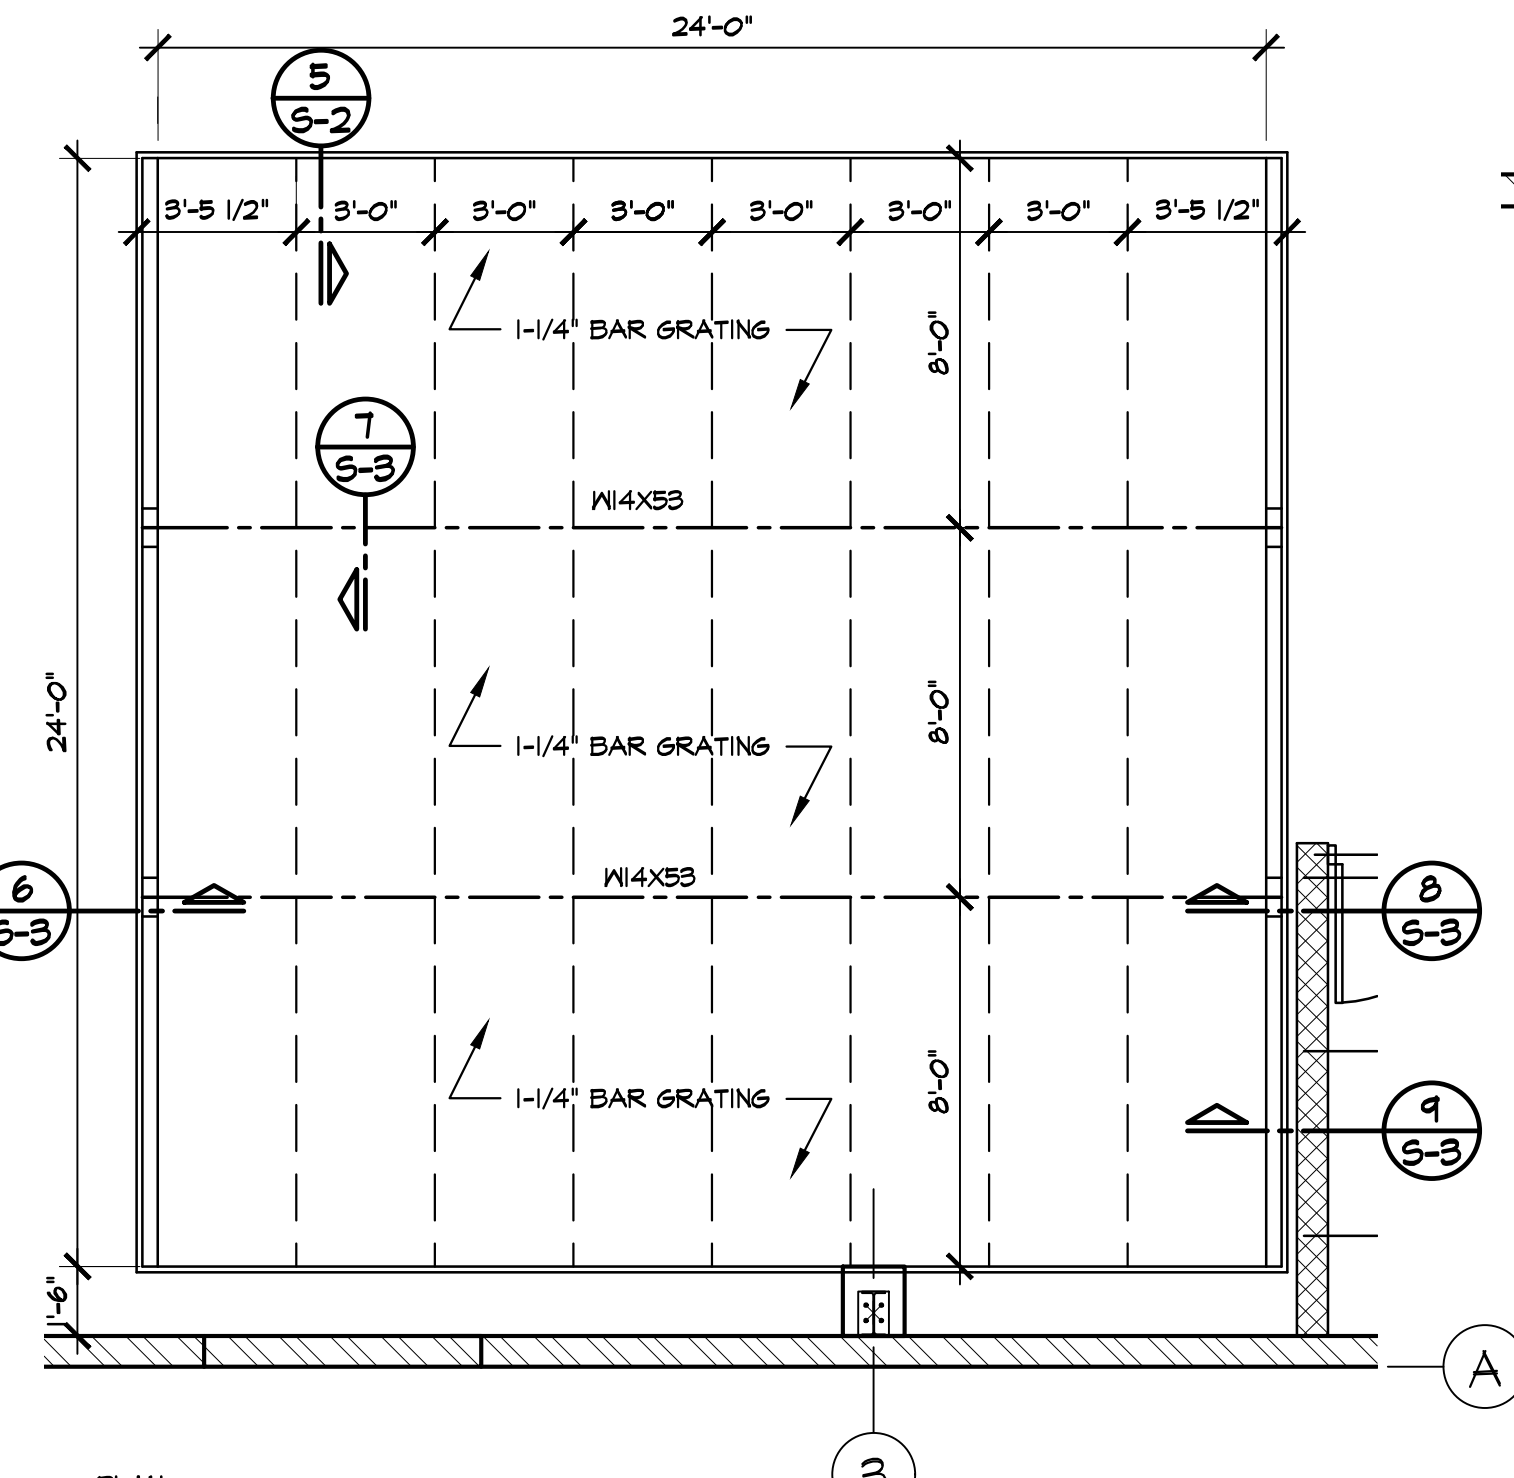 24'-0"
5
S-2
3'-5 1/2" 3'-0" 3'-0" 3'-0" 3'-0" 3'-0" 3'-0" 3'-5 1/2"
1-1/4" BAR GRATING
8'-0"
7
S-3
W14X53
24'-0"
1-1/4" BAR GRATING
8'-0"
W14X53
6
S-3
8
S-3
1-1/4" BAR GRATING
8'-0"
9
S-3
1'-6"
A
3